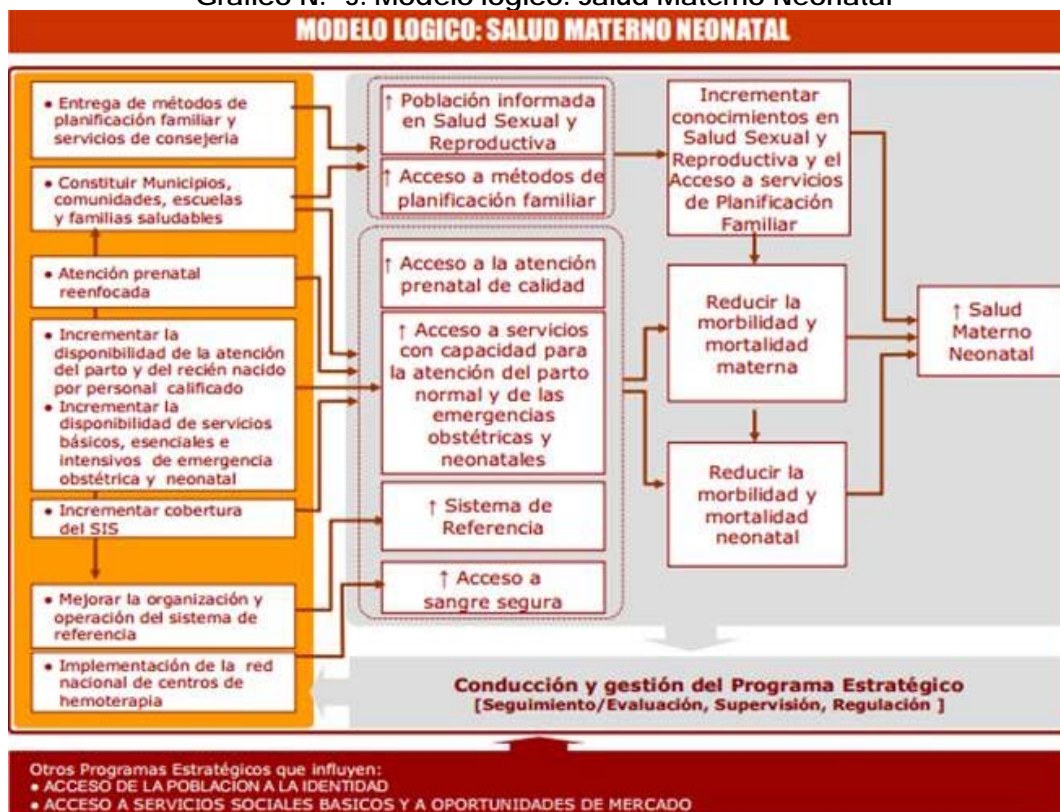 MODELO LOGICO: SALUD MATERNO NEONATAL
• Entrega de métodos de
planificación familiar y
servicios de consejeria
• Constituir Municipios,
comunidades, escuelas
y familias saludables
• Atención prenatal
reenfocada
• Incrementar la
disponibilidad de la atención
del parto y del recién nacido
por personal calificado
• Incrementar la
disponibilidad de servicios
básicos, esenciales e
intensivos de emergencia
obstétrica y neonatal
• Incrementar cobertura
del SIS
• Mejorar la organización y
operación del sistema de
referencia
• Implementación de la red
nacional de centros de
hemoterapia
↑ Población informada
en Salud Sexual y
Reproductiva
↑ Acceso a métodos de
planificación familiar
↑ Acceso a la atención
prenatal de calidad
↑ Acceso a servicios
con capacidad para
la atención del parto
normal y de las
emergencias
obstétricas y
neonatales
↑ Sistema de
Referencia
↑ Acceso a
sangre segura
Incrementar
conocimientos en
Salud Sexual y
Reproductiva y el
Acceso a servicios
de Planificación
Familiar
Reducir la
morbilidad y
mortalidad
materna
Reducir la
morbilidad y
mortalidad
neonatal
↑ Salud
Materno
Neonatal
Conducción y gestión del Programa Estratégico
[Seguimiento/Evaluación, Supervisión, Regulación ]
Otros Programas Estratégicos que influyen:
• ACCESO DE LA POBLACION A LA IDENTIDAD
• ACCESO A SERVICIOS SOCIALES BASICOS Y A OPORTUNIDADES DE MERCADO